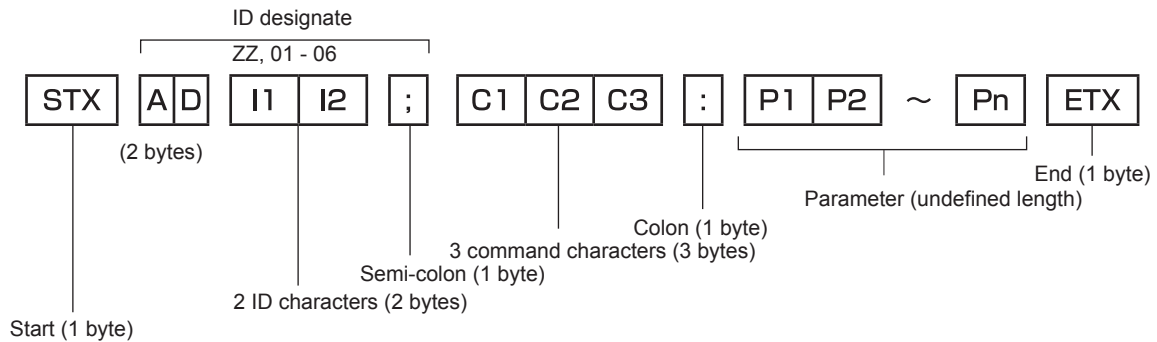 ID designate
ZZ, 01 - 06
STX A D I1 I2 ; C1 C2 C3 : P1 P2 ~ Pn ETX
(2 bytes)
End (1 byte)
Parameter (undefined length)
Colon (1 byte)
3 command characters (3 bytes)
Semi-colon (1 byte)
2 ID characters (2 bytes)
Start (1 byte)